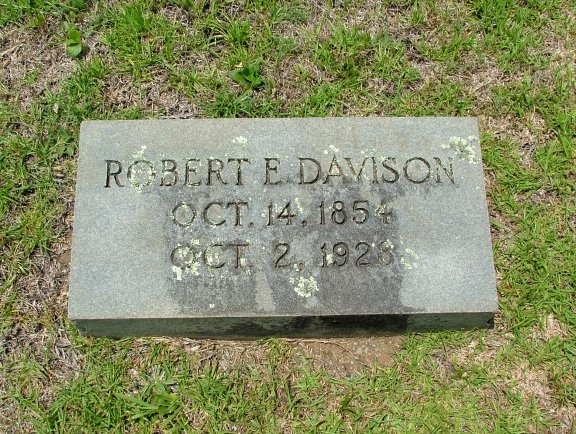 ROBERT E. DAVISON
OCT. 14, 1854
OCT. 2, 1928